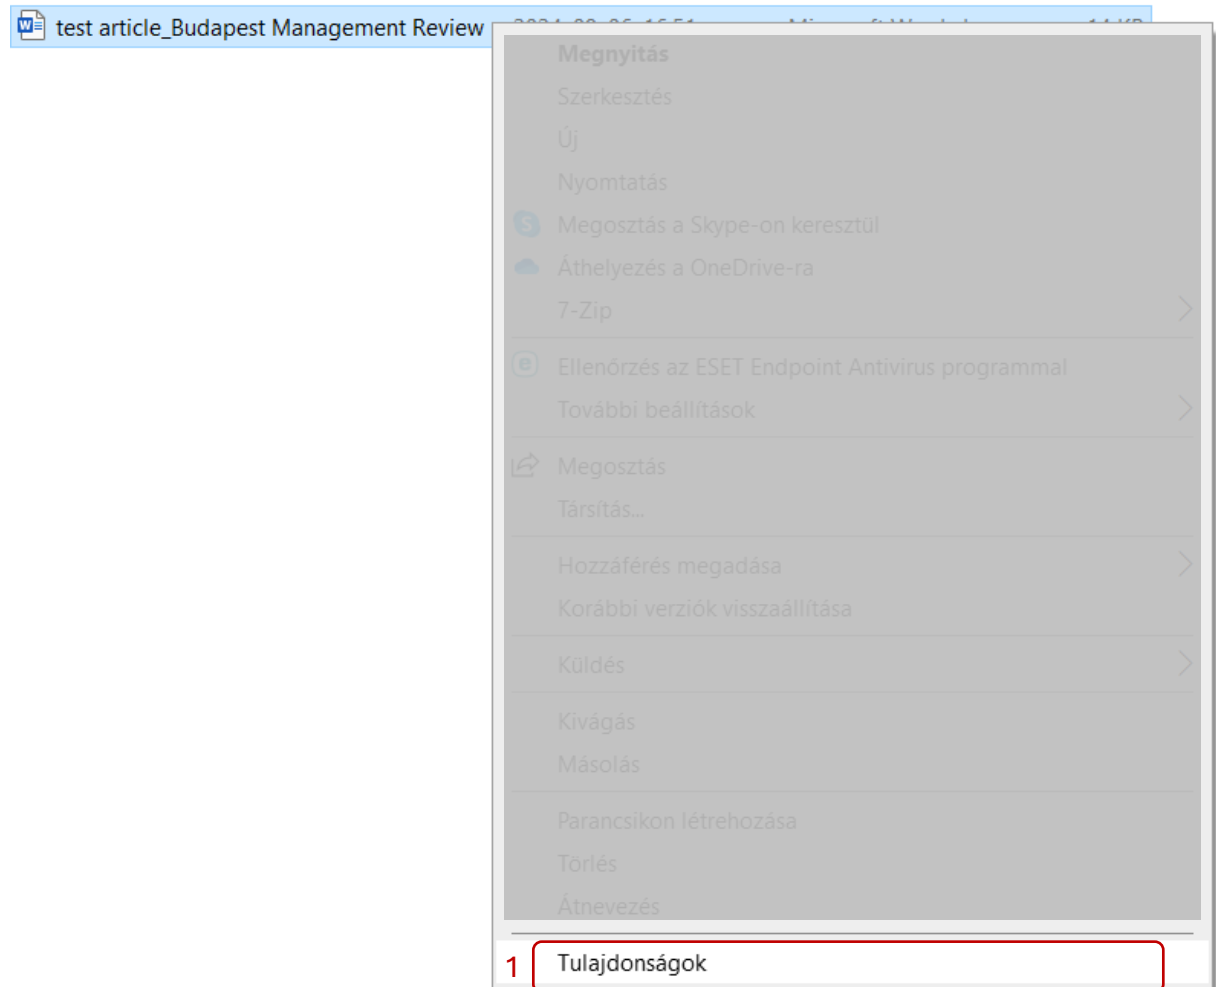 test article_Budapest Management Review
Megnyitás
Szerkesztés
Új
Nyomtatás
Megosztás a Skype-on keresztül
Áthelyezés a OneDrive-ra
7-Zip
Ellenőrzés az ESET Endpoint Antivirus programmal
További beállítások
Megosztás
Társítás...
Hozzáférés megadása
Korábbi verziók visszaállítása
Küldés
Kivágás
Másolás
Parancsikon létrehozása
Törlés
Átnevezés
1 Tulajdonságok